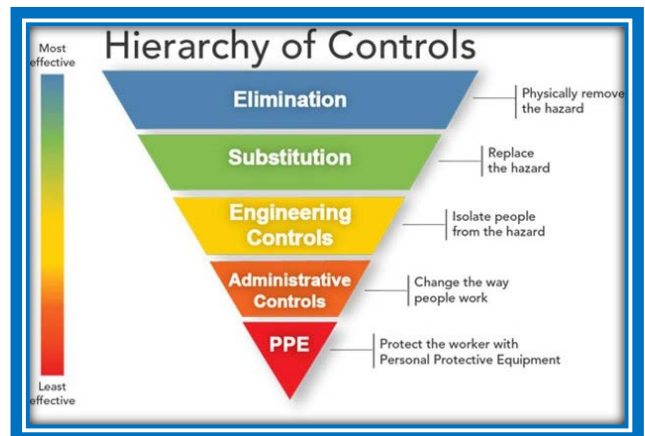 Hierarchy of Controls
Most
effective
Elimination
Physically remove
the hazard
Substitution
Replace
the hazard
Engineering
Controls
Isolate people
from the hazard
Administrative
Controls
Change the way
people work
PPE
Protect the worker with
Personal Protective Equipment
Least
effective